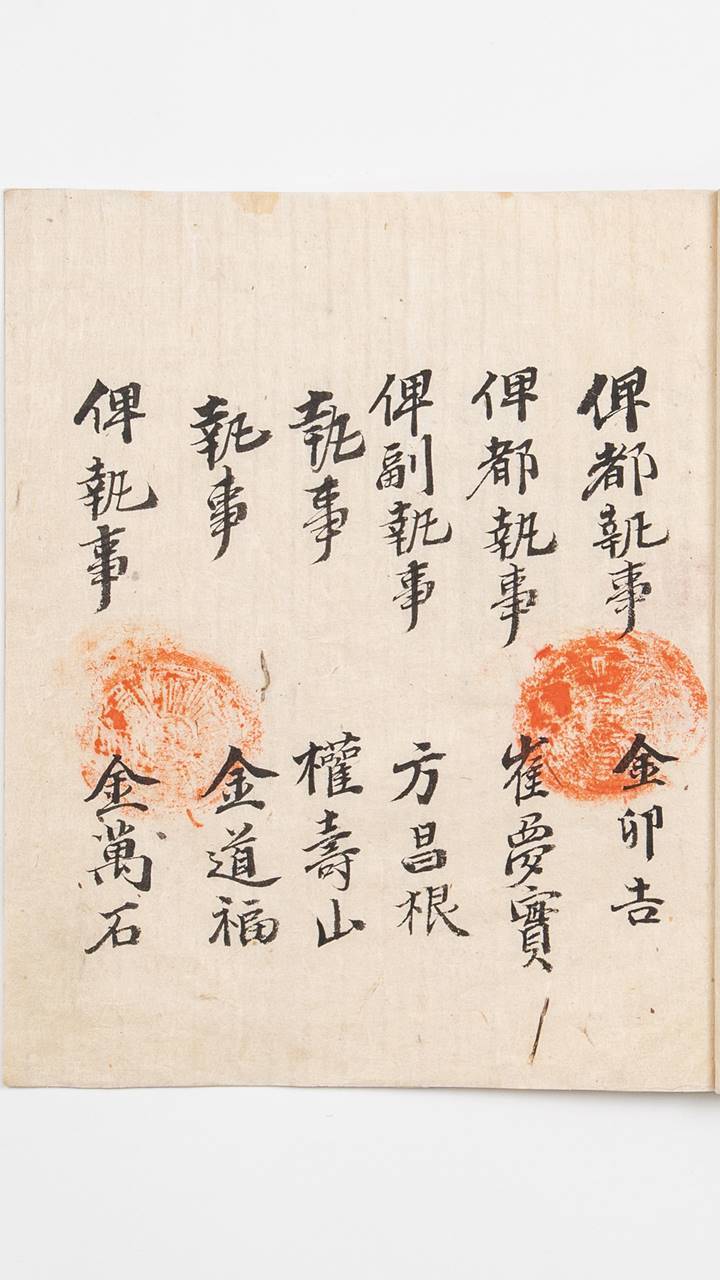 俾都執事 金卯吉
俾都執事 崔夢實
俾副執事 方昌根
執事 權壽山
執事 金道福
俾執事 金萬石